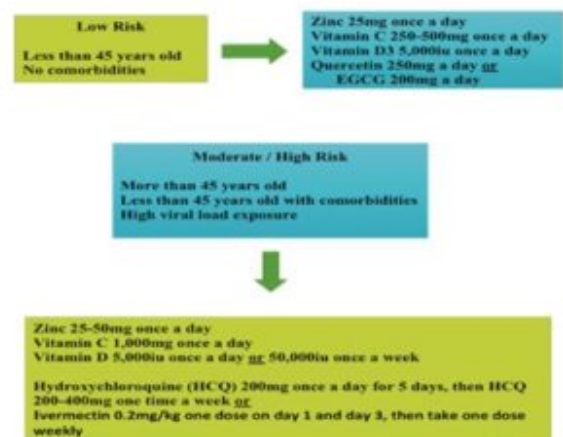 Low Risk
Less than 45 years old
No comorbidities
Zinc 25mg once a day
Vitamin C 250-500mg once a day
Vitamin D3 5,000iu once a day
Quercetin 250mg a day or
EGCG 200mg a day
Moderate / High Risk
More than 45 years old
Less than 45 years old with comorbidities
High viral load exposure
Zinc 25-50mg once a day
Vitamin C 1,000mg once a day
Vitamin D 5,000iu once a day or 50,000iu once a week
Hydroxychloroquine (HCQ) 200mg once a day for 5 days, then HCQ
200-400mg one time a week or
Ivermectin 0.2mg/kg one dose on day 1 and day 3, then take one dose
weekly